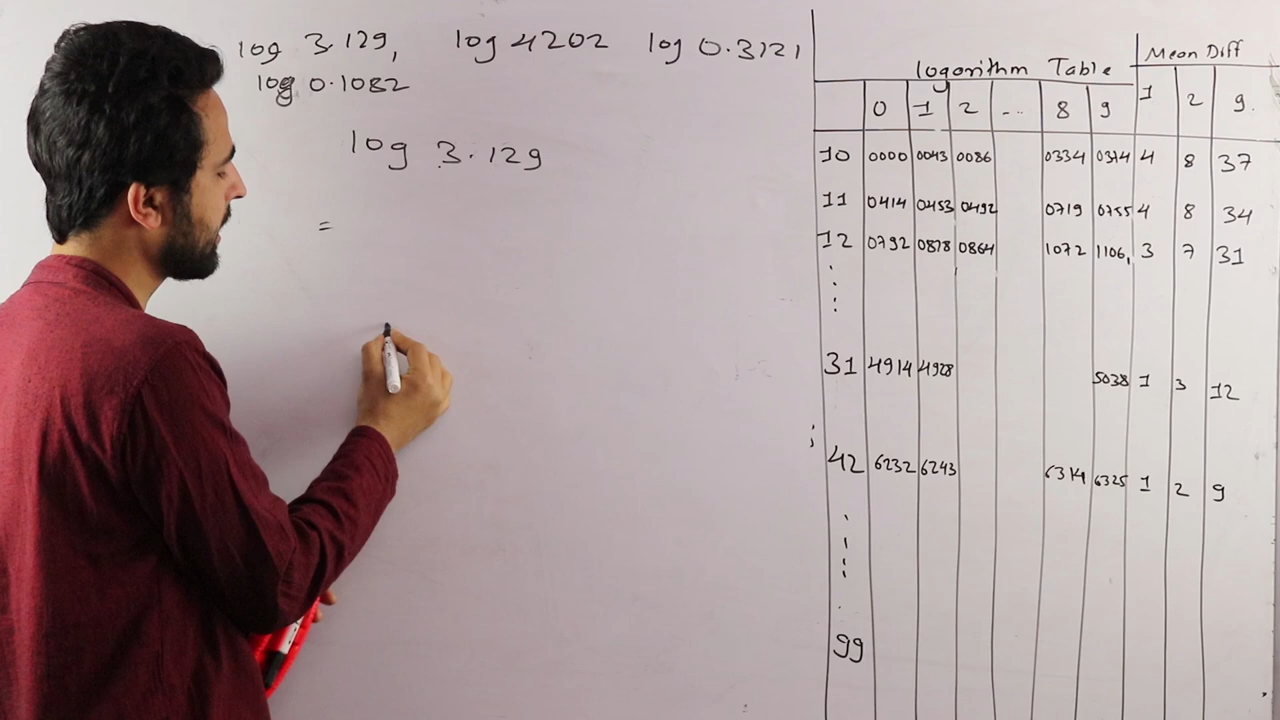 log 3.129, log 4202 log 0.3121
log 0.1082
log 3.129
=
logorithm Table Mean Diff
0 1 2 ... 8 9 1 2 9.
10 0000 0043 0086 0334 0374 4 8 37
11 0414 0453 0492 0719 0755 4 8 34
12 0792 0878 0864 1072 1106, 3 7 31
31 4914 4928 5038 1 3 12
42 6232 6243 6314 6325 1 2 9
99